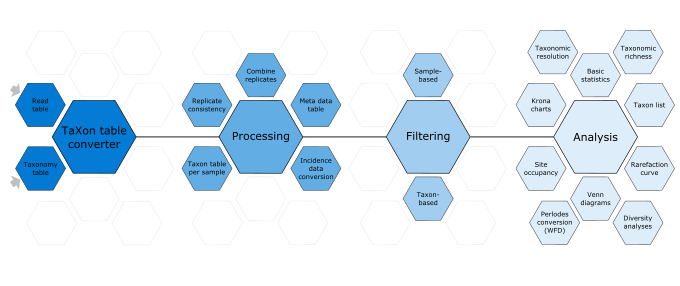 Read
table
TaXon table
converter
Taxonomy
table
Combine
replicates
Replicate
consistency
Meta data
table
Processing
Taxon table
per sample
Incidence
data
conversion
Sample-
based
Filtering
Taxon-
based
Taxonomic
resolution
Taxonomic
richness
Basic
statistics
Krona
charts
Taxon list
Analysis
Site
occupancy
Rarefaction
curve
Venn
diagrams
Perlodes
conversion
(WFD)
Diversity
analyses